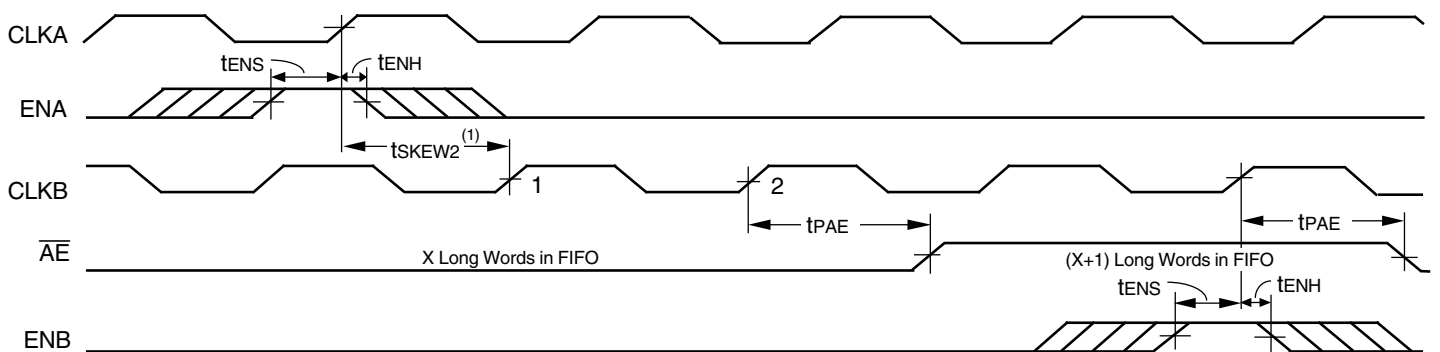 CLKA
tENS
tENH
ENA
tSKEW2 (1)
CLKB
1
2
tPAE
tPAE
AE
X Long Words in FIFO
(X+1) Long Words in FIFO
tENS
tENH
ENB